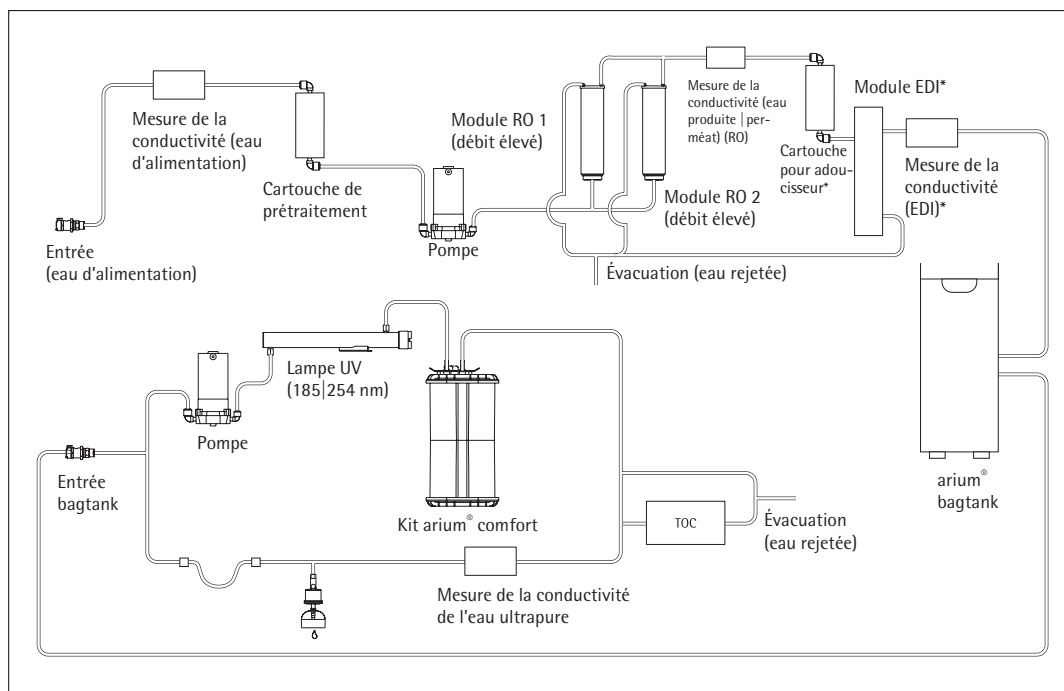 Mesure de la
conductivité (eau
d'alimentation)
Entrée
(eau d'alimentation)
Cartouche de
prétraitement
Pompe
Module RO 1
(débit élevé)
Module RO 2
(débit élevé)
Mesure de la
conductivité (eau
produite | per-
méat) (RO)
Cartouche
pour adou-
cisseur*
Module EDI*
Mesure de la
conductivité
(EDI)*
Évacuation (eau rejetée)
arium® 
bagtank
Lampe UV
(185|254 nm)
Pompe
Entrée
bagtank
Kit arium® comfort
TOC
Évacuation
(eau rejetée)
Mesure de la conductivité
de l'eau ultrapure